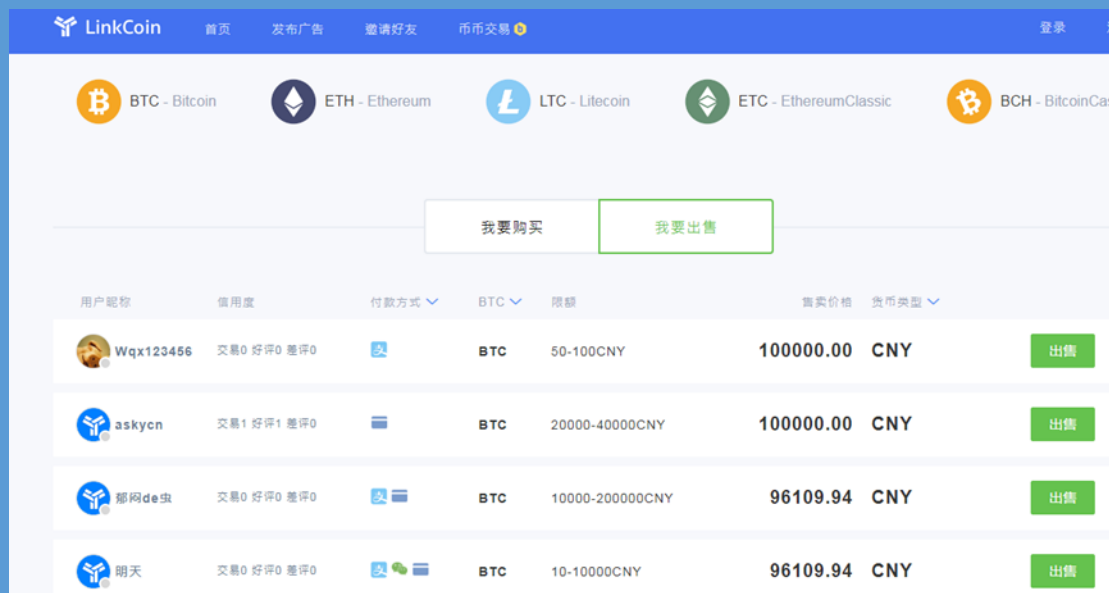 LinkCoin 首页 发布广告 邀请好友 币币交易 登录
BTC - Bitcoin ETH - Ethereum LTC - Litecoin ETC - EthereumClassic BCH - BitcoinCas
我要购买 我要出售
用户昵称 信用度 付款方式 BTC 限额 售卖价格 货币类型
Wqx123456 交易0 好评0 差评0 支 BTC 50-100CNY 100000.00 CNY 出售
askycn 交易1 好评1 差评0 BTC 20000-40000CNY 100000.00 CNY 出售
郁闷de虫 交易0 好评0 差评0 支 BTC 10000-200000CNY 96109.94 CNY 出售
明天 交易0 好评0 差评0 支 BTC 10-10000CNY 96109.94 CNY 出售